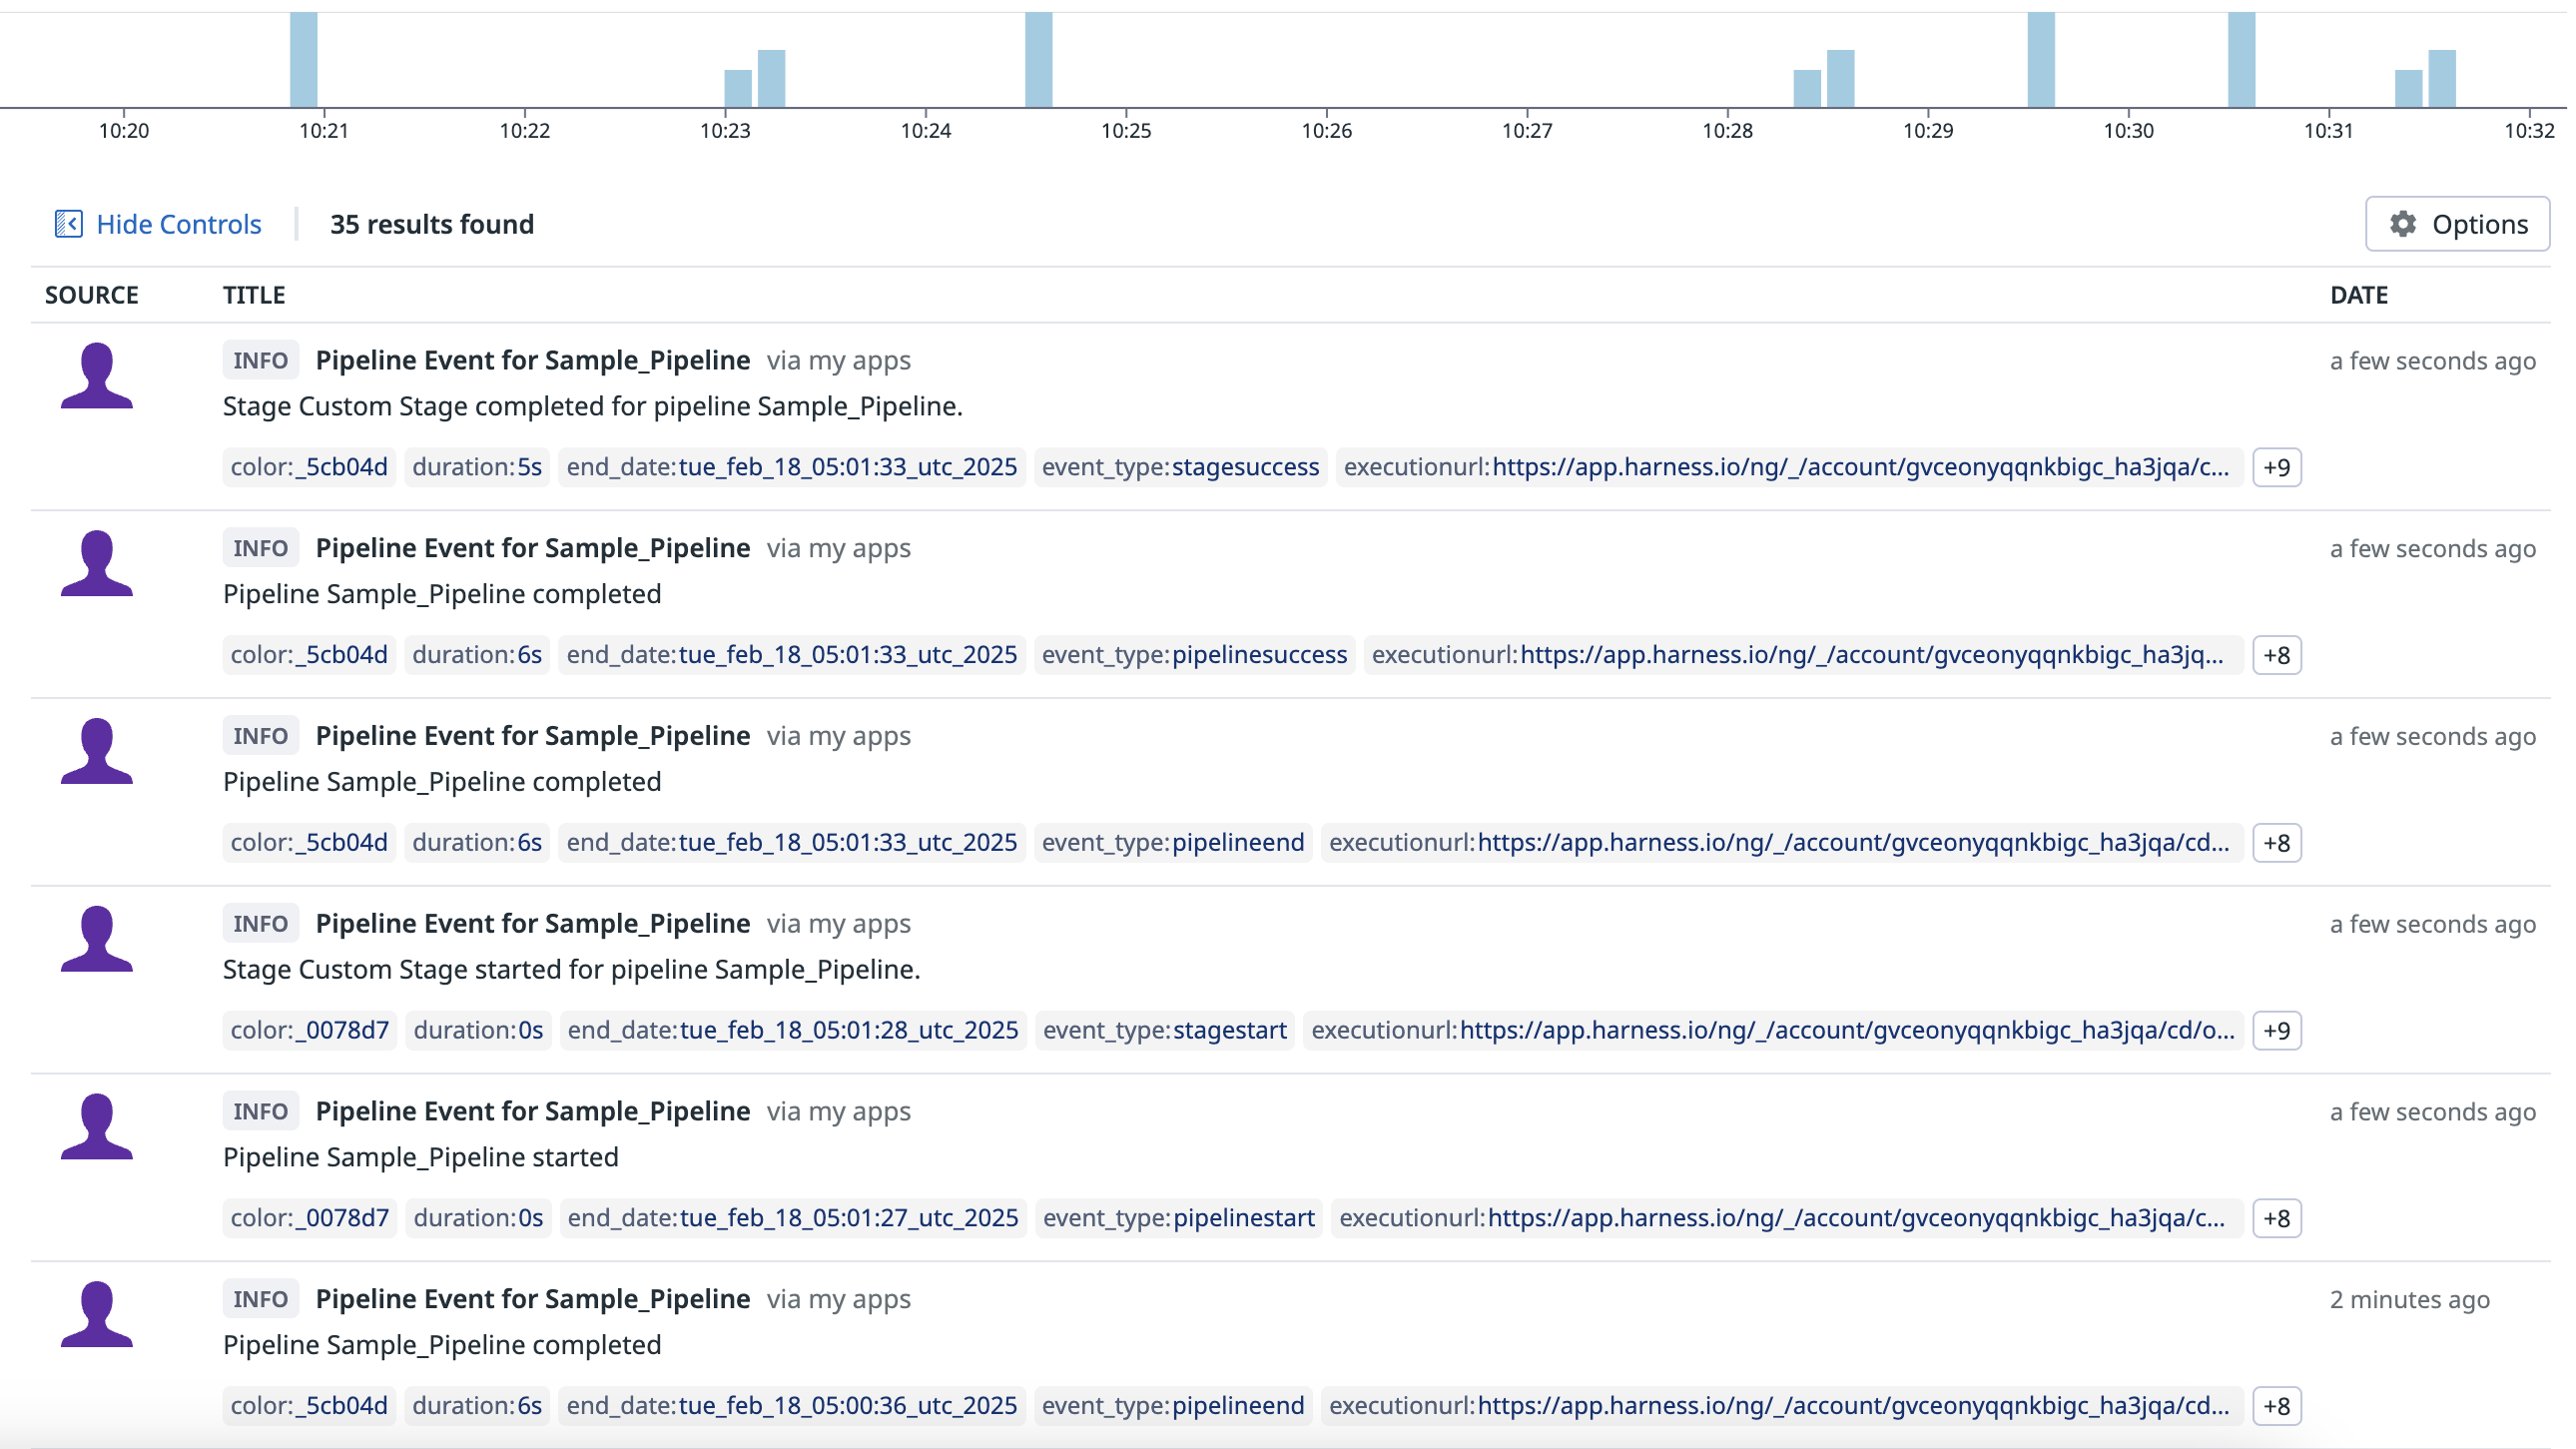 10:20 10:21 10:22 10:23 10:24 10:25 10:26 10:27 10:28 10:29 10:30 10:31 10:32
Hide Controls 35 results found Options
SOURCE TITLE DATE
INFO Pipeline Event for Sample_Pipeline via my apps a few seconds ago
Stage Custom Stage completed for pipeline Sample_Pipeline.
color:_5cb04d duration:5s end_date:tue_feb_18_05:01:33_utc_2025 event_type:stagesuccess executionurl:https://app.harness.io/ng/_/account/gvceonyqqnkbigc_ha3jqa/c... +9
INFO Pipeline Event for Sample_Pipeline via my apps a few seconds ago
Pipeline Sample_Pipeline completed
color:_5cb04d duration:6s end_date:tue_feb_18_05:01:33_utc_2025 event_type:pipelinesuccess executionurl:https://app.harness.io/ng/_/account/gvceonyqqnkbigc_ha3jq... +8
INFO Pipeline Event for Sample_Pipeline via my apps a few seconds ago
Pipeline Sample_Pipeline completed
color:_5cb04d duration:6s end_date:tue_feb_18_05:01:33_utc_2025 event_type:pipelineend executionurl:https://app.harness.io/ng/_/account/gvceonyqqnkbigc_ha3jqa/cd... +8
INFO Pipeline Event for Sample_Pipeline via my apps a few seconds ago
Stage Custom Stage started for pipeline Sample_Pipeline.
color:_0078d7 duration:0s end_date:tue_feb_18_05:01:28_utc_2025 event_type:stagestart executionurl:https://app.harness.io/ng/_/account/gvceonyqqnkbigc_ha3jqa/cd/o... +9
INFO Pipeline Event for Sample_Pipeline via my apps a few seconds ago
Pipeline Sample_Pipeline started
color:_0078d7 duration:0s end_date:tue_feb_18_05:01:27_utc_2025 event_type:pipelinestart executionurl:https://app.harness.io/ng/_/account/gvceonyqqnkbigc_ha3jqa/c... +8
INFO Pipeline Event for Sample_Pipeline via my apps 2 minutes ago
Pipeline Sample_Pipeline completed
color:_5cb04d duration:6s end_date:tue_feb_18_05:00:36_utc_2025 event_type:pipelineend executionurl:https://app.harness.io/ng/_/account/gvceonyqqnkbigc_ha3jqa/cd... +8